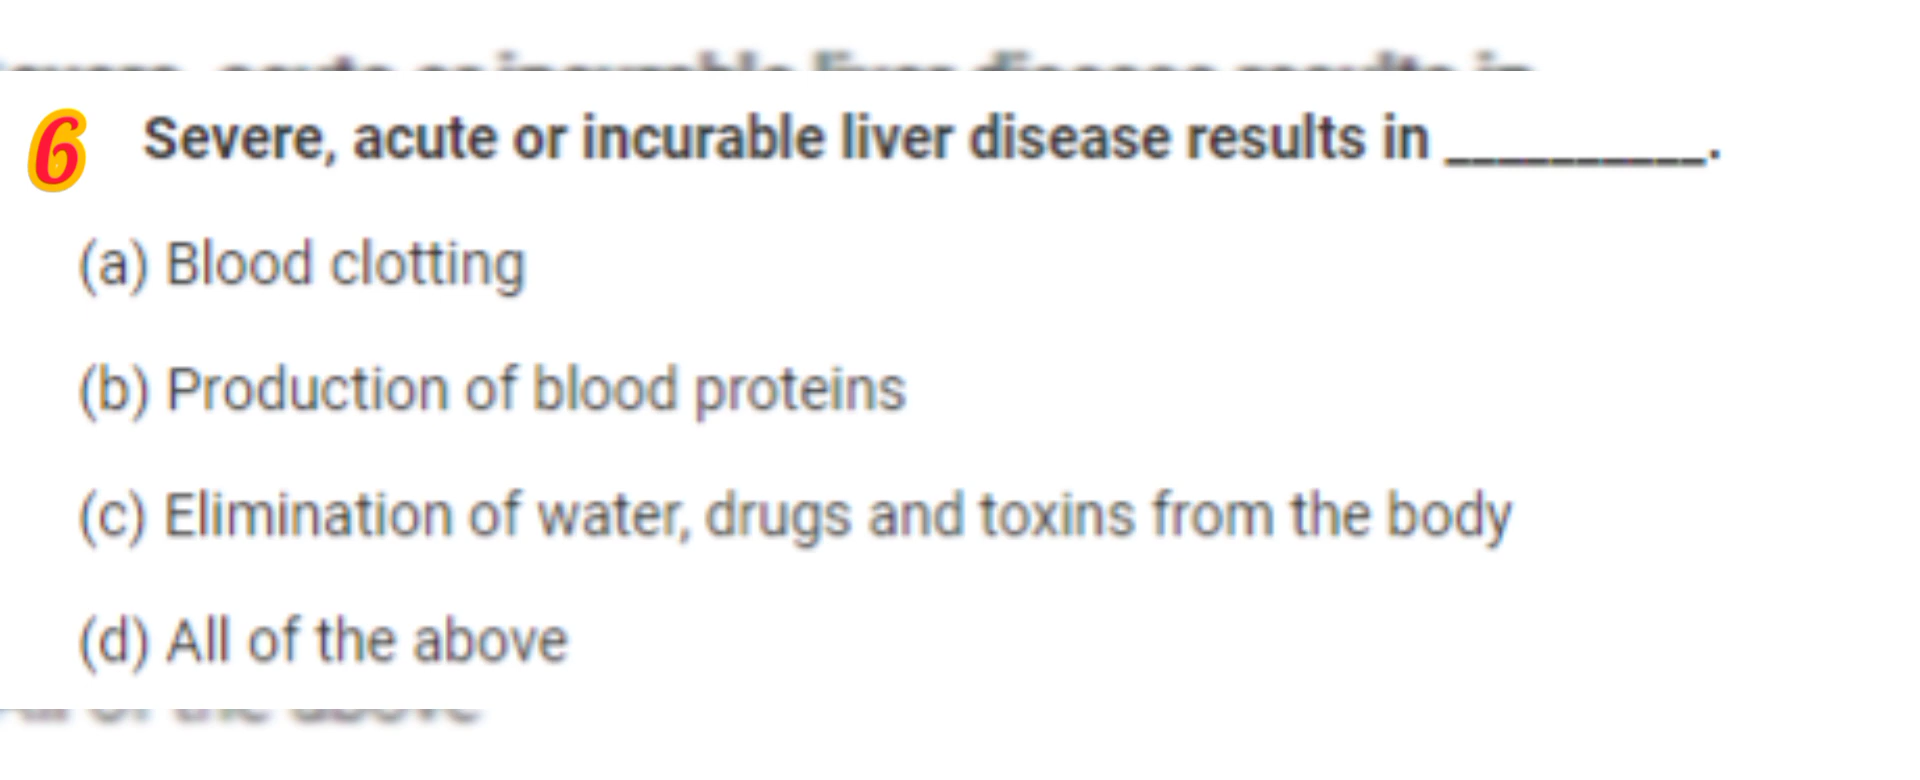 6 Severe, acute or incurable liver disease results in __________.
(a) Blood clotting
(b) Production of blood proteins
(c) Elimination of water, drugs and toxins from the body
(d) All of the above